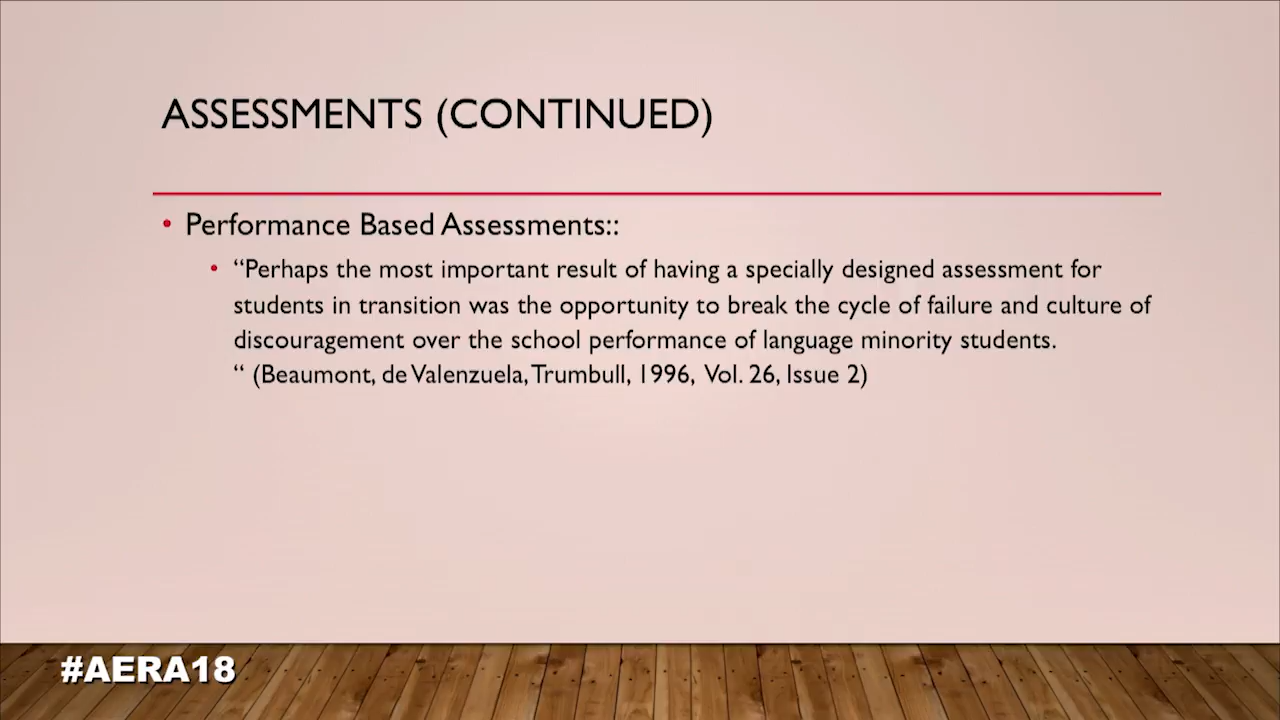 ASSESSMENTS (CONTINUED)
• Performance Based Assessments::
• “Perhaps the most important result of having a specially designed assessment for
students in transition was the opportunity to break the cycle of failure and culture of
discouragement over the school performance of language minority students.
“ (Beaumont, de Valenzuela, Trumbull, 1996, Vol. 26, Issue 2)
#AERA18